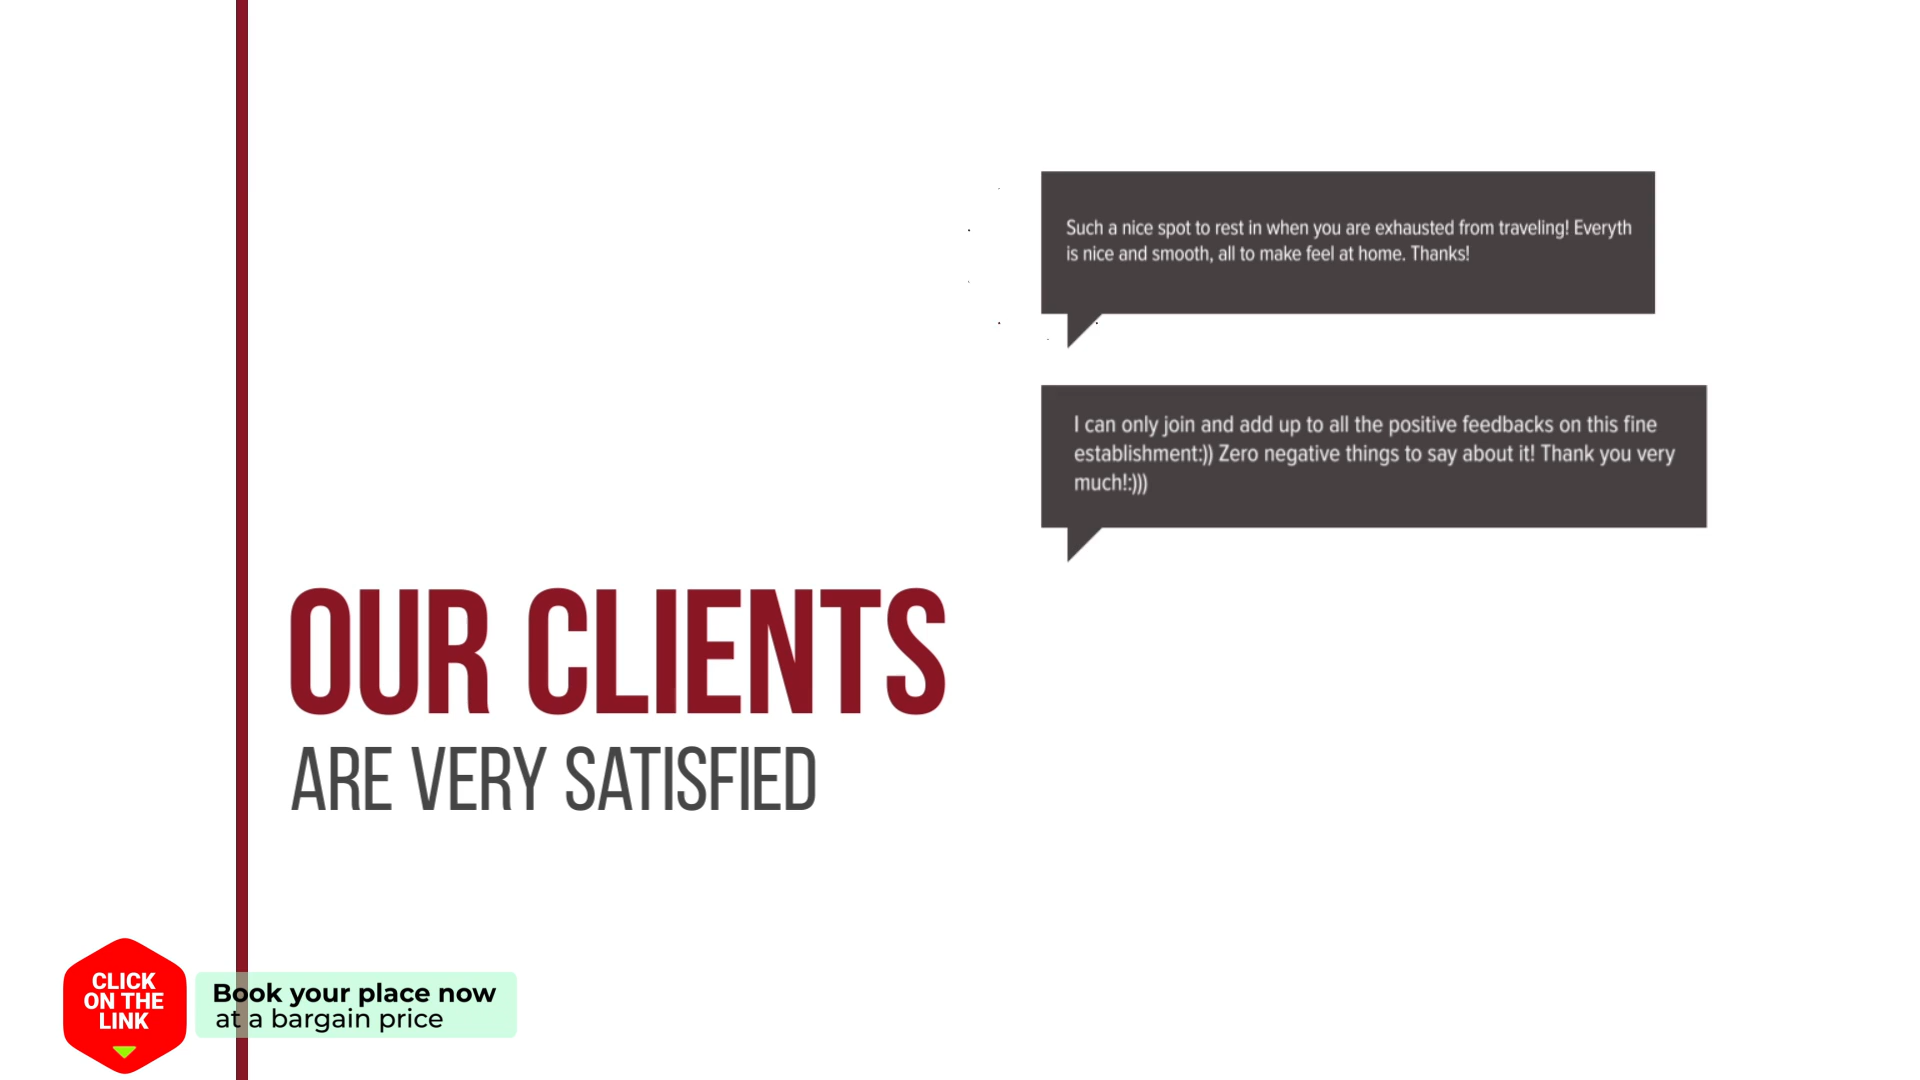 Such a nice spot to rest in when you are exhausted from traveling! Everyth
is nice and smooth, all to make feel at home. Thanks!
I can only join and add up to all the positive feedbacks on this fine
establishment:)) Zero negative things to say about it! Thank you very
much!:)))
OUR CLIENTS
ARE VERY SATISFIED
CLICK
ON THE
LINK
Book your place now
at a bargain price